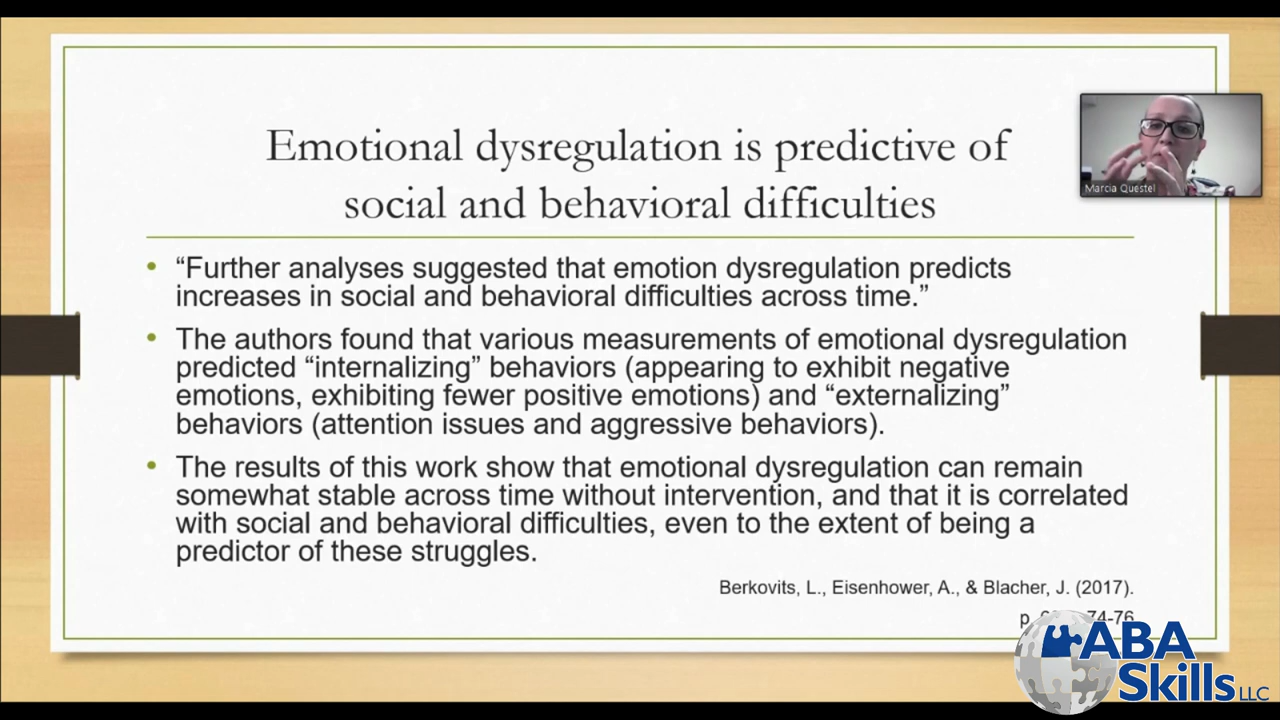 Emotional dysregulation is predictive of
social and behavioral difficulties
Marcia Questel
• “Further analyses suggested that emotion dysregulation predicts
increases in social and behavioral difficulties across time.”
• The authors found that various measurements of emotional dysregulation
predicted “internalizing” behaviors (appearing to exhibit negative
emotions, exhibiting fewer positive emotions) and “externalizing”
behaviors (attention issues and aggressive behaviors).
• The results of this work show that emotional dysregulation can remain
somewhat stable across time without intervention, and that it is correlated
with social and behavioral difficulties, even to the extent of being a
predictor of these struggles.
Berkovits, L., Eisenhower, A., & Blacher, J. (2017).
p. 74-76
ABA
Skills LLC